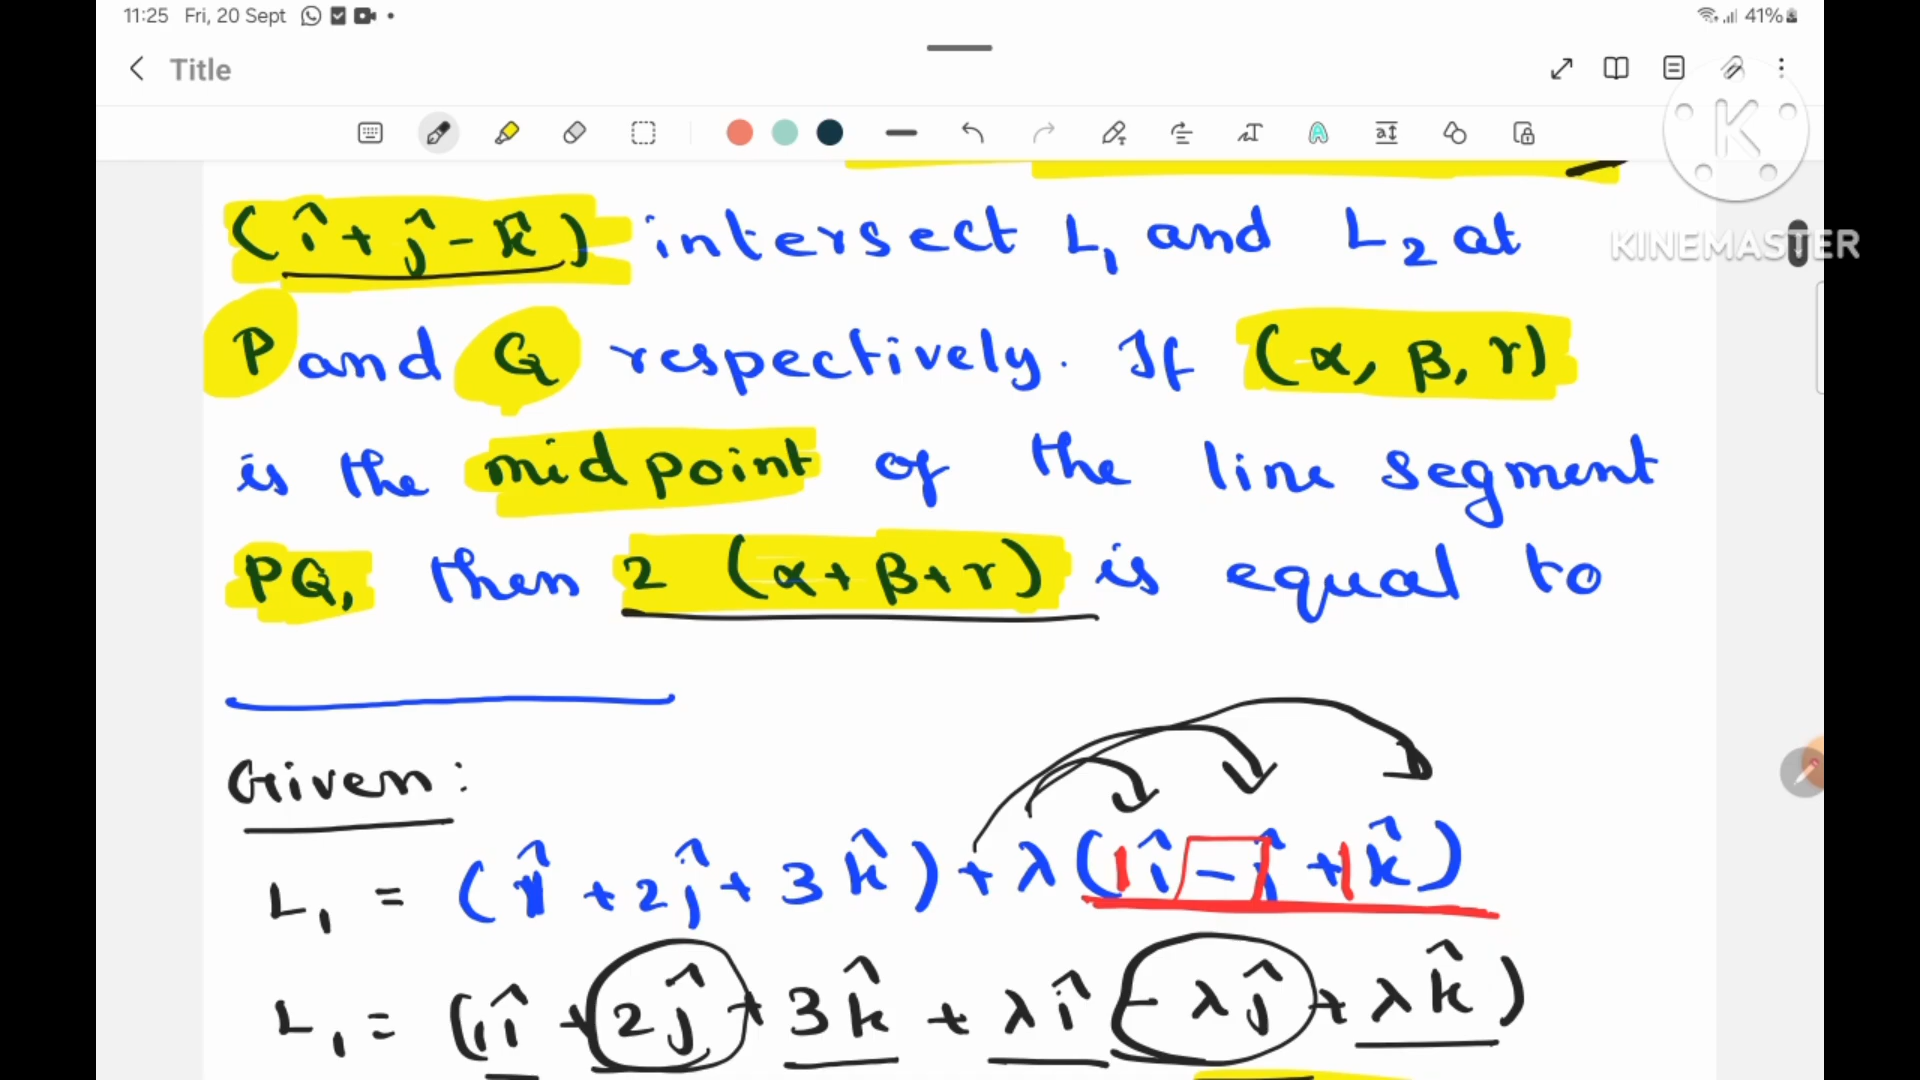 11:25 Fri, 20 Sept 41%
Title
KINEMASTER
(î + ĵ - k̂) intersect L₁ and L₂ at
P and Q respectively. If (α, β, r)
is the midpoint of the line segment
PQ, then 2 (α + β + r) is equal to
Given:
L₁ = (î + 2ĵ + 3k̂) + λ(1î - ĵ + 1k̂)
L₁ = (1î + 2ĵ + 3k̂ + λî - λĵ + λk̂)